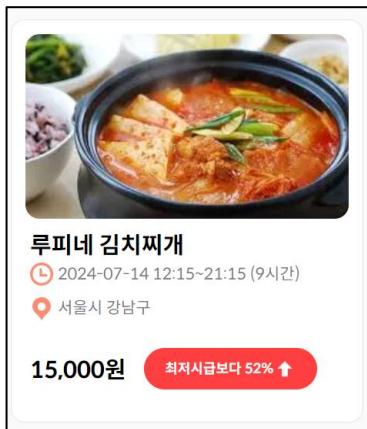 루피네 김치찌개
2024-07-14 12:15~21:15 (9시간)
서울시 강남구
15,000원
최저시급보다 52%